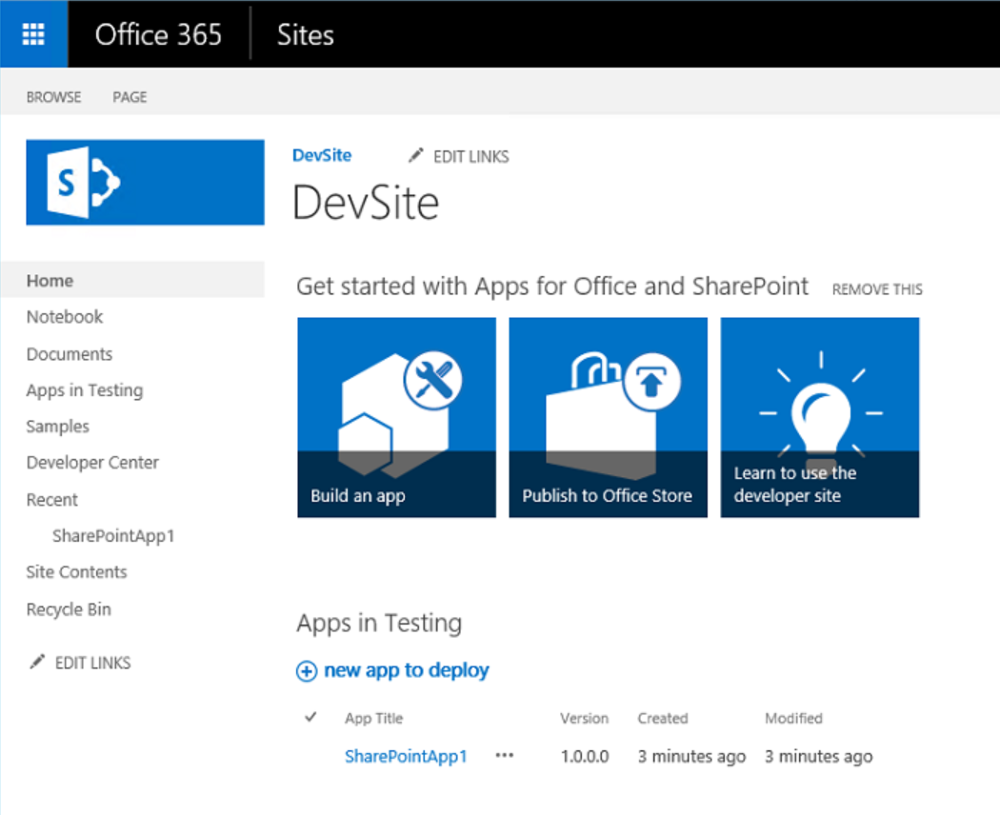 Office 365 Sites
BROWSE PAGE
S
DevSite EDIT LINKS
DevSite
Home
Notebook
Documents
Apps in Testing
Samples
Developer Center
Recent
SharePointApp1
Site Contents
Recycle Bin
EDIT LINKS
Get started with Apps for Office and SharePoint REMOVE THIS
Build an app
Publish to Office Store
Learn to use the
developer site
Apps in Testing
new app to deploy
App Title Version Created Modified
SharePointApp1 ... 1.0.0.0 3 minutes ago 3 minutes ago